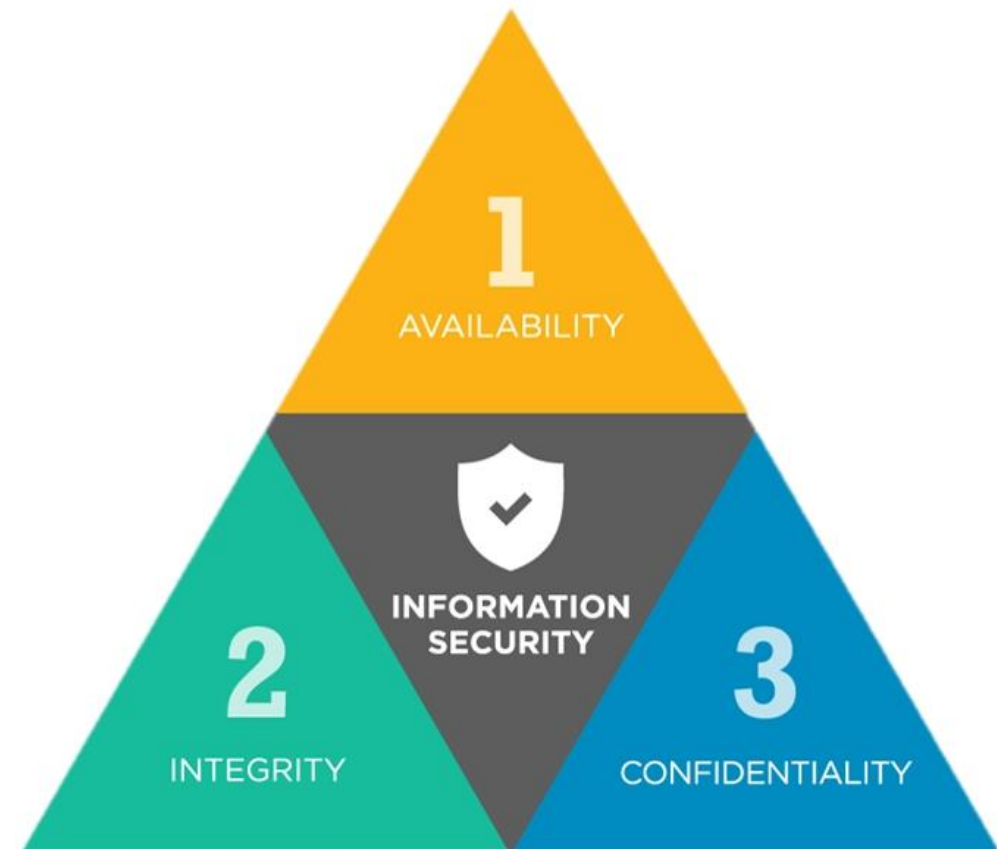 1
AVAILABILITY
INFORMATION
SECURITY
2
INTEGRITY
3
CONFIDENTIALITY